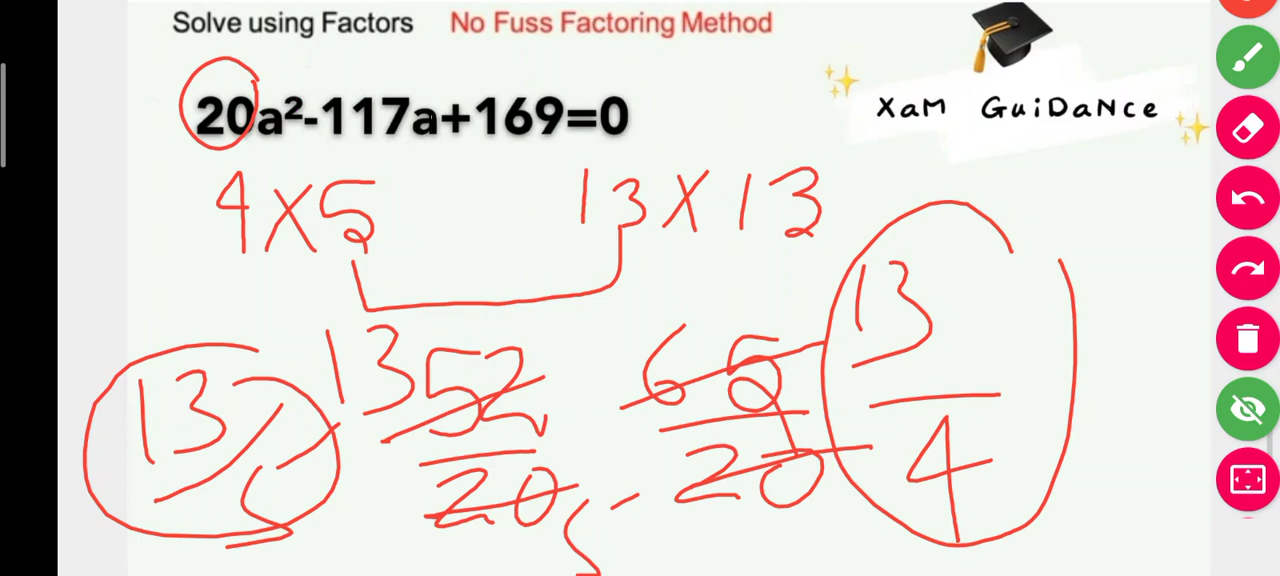 Solve using Factors No Fuss Factoring Method
20a²-117a+169=0
XaM GuiDaNce
4X5 13X13
13/5 13 52/20 5 65/20 13/4